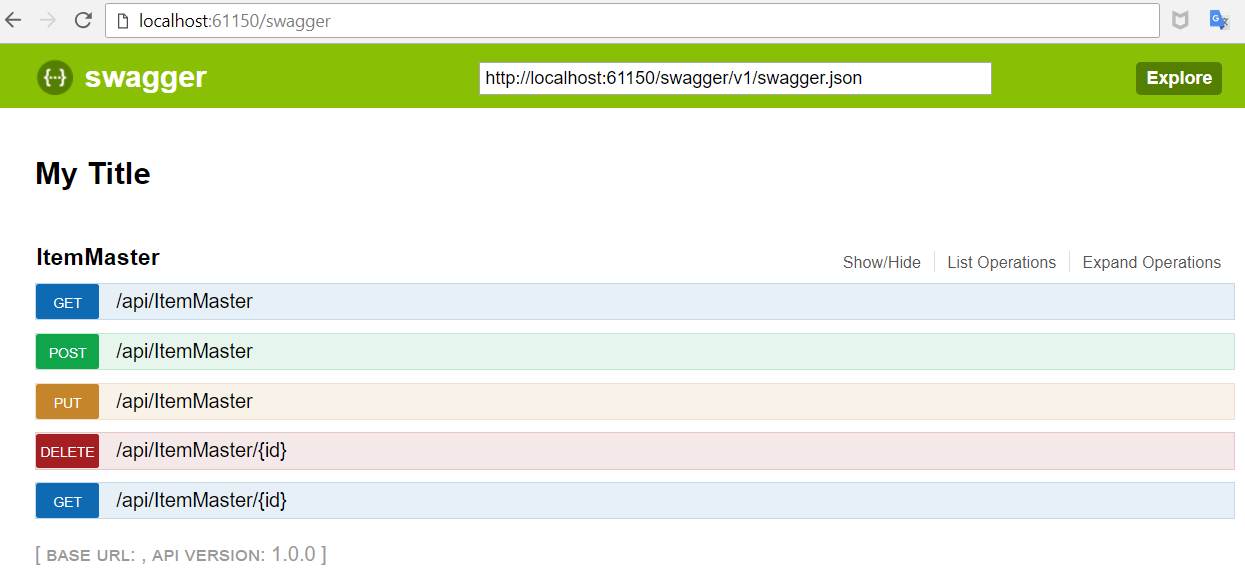 localhost:61150/swagger
{···} swagger http://localhost:61150/swagger/v1/swagger.json Explore
My Title
ItemMaster Show/Hide List Operations Expand Operations
GET /api/ItemMaster
POST /api/ItemMaster
PUT /api/ItemMaster
DELETE /api/ItemMaster/{id}
GET /api/ItemMaster/{id}
[ BASE URL: , API VERSION: 1.0.0 ]